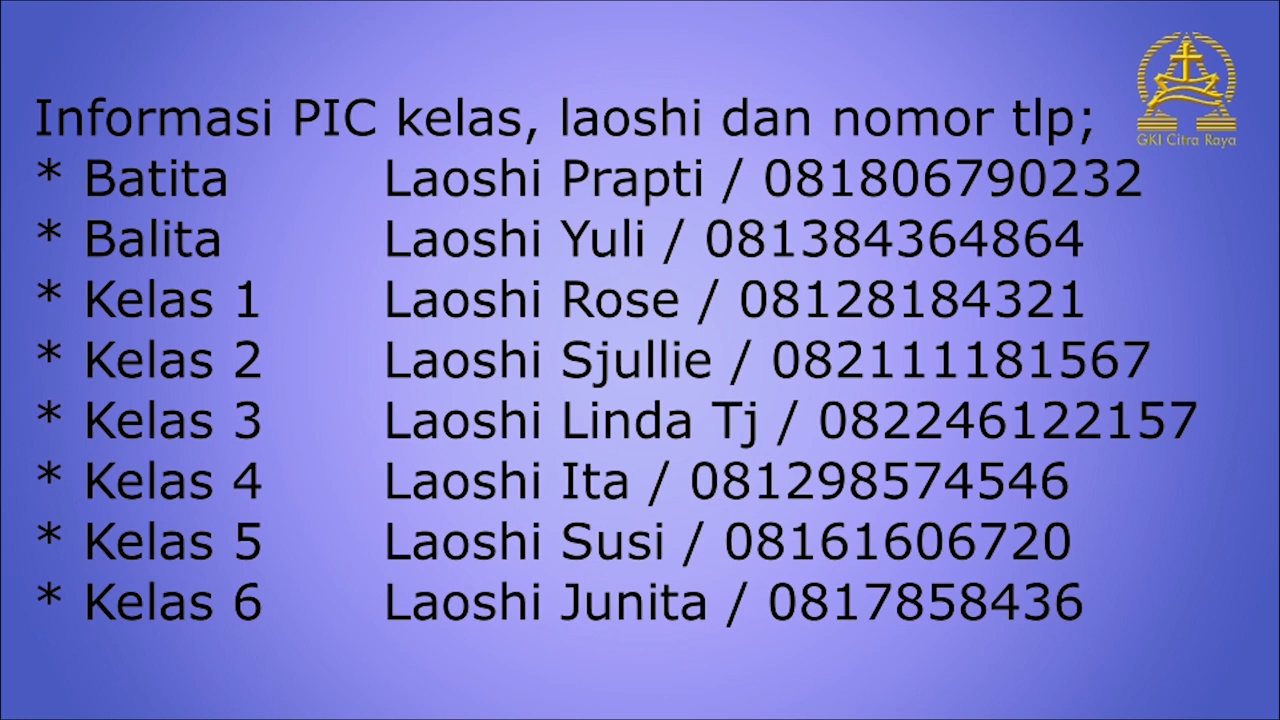 Informasi PIC kelas, laoshi dan nomor tlp;
GKI Citra Raya
* Batita Laoshi Prapti / 081806790232
* Balita Laoshi Yuli / 081384364864
* Kelas 1 Laoshi Rose / 08128184321
* Kelas 2 Laoshi Sjullie / 082111181567
* Kelas 3 Laoshi Linda Tj / 082246122157
* Kelas 4 Laoshi Ita / 081298574546
* Kelas 5 Laoshi Susi / 08161606720
* Kelas 6 Laoshi Junita / 0817858436